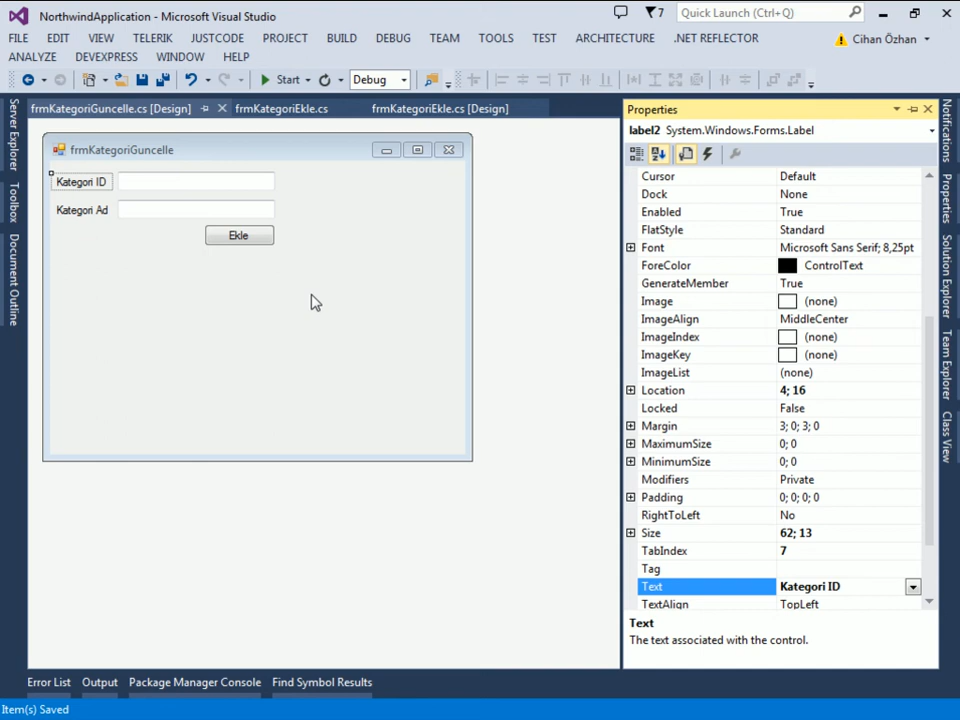 NorthwindApplication - Microsoft Visual Studio
7
Quick Launch (Ctrl+Q)
FILE EDIT VIEW TELERIK JUSTCODE PROJECT BUILD DEBUG TEAM TOOLS TEST ARCHITECTURE .NET REFLECTOR
Cihan Özhan
ANALYZE DEVEXPRESS WINDOW HELP
Start
Debug
frmKategoriGuncelle.cs [Design]
frmKategoriEkle.cs
frmKategoriEkle.cs [Design]
Server Explorer
Toolbox
Document Outline
frmKategoriGuncelle
Kategori ID
Kategori Ad
Ekle
Properties
label2 System.Windows.Forms.Label
Cursor Default
Dock None
Enabled True
FlatStyle Standard
Font Microsoft Sans Serif; 8,25pt
ForeColor ControlText
GenerateMember True
Image (none)
ImageAlign MiddleCenter
ImageIndex (none)
ImageKey (none)
ImageList (none)
Location 4; 16
Locked False
Margin 3; 0; 3; 0
MaximumSize 0; 0
MinimumSize 0; 0
Modifiers Private
Padding 0; 0; 0; 0
RightToLeft No
Size 62; 13
TabIndex 7
Tag
Text Kategori ID
TextAlign TopLeft
Text
The text associated with the control.
Notifications
Properties
Solution Explorer
Team Explorer
Class View
Error List Output Package Manager Console Find Symbol Results
Item(s) Saved